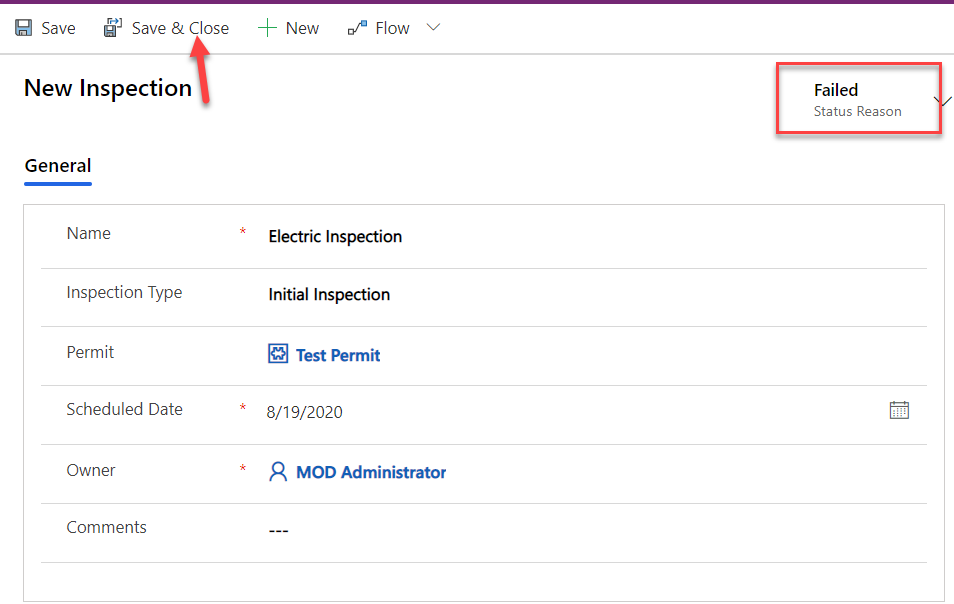 Save Save & Close New Flow
New Inspection
Failed
Status Reason
General
Name * Electric Inspection
Inspection Type Initial Inspection
Permit Test Permit
Scheduled Date * 8/19/2020
Owner * MOD Administrator
Comments ---